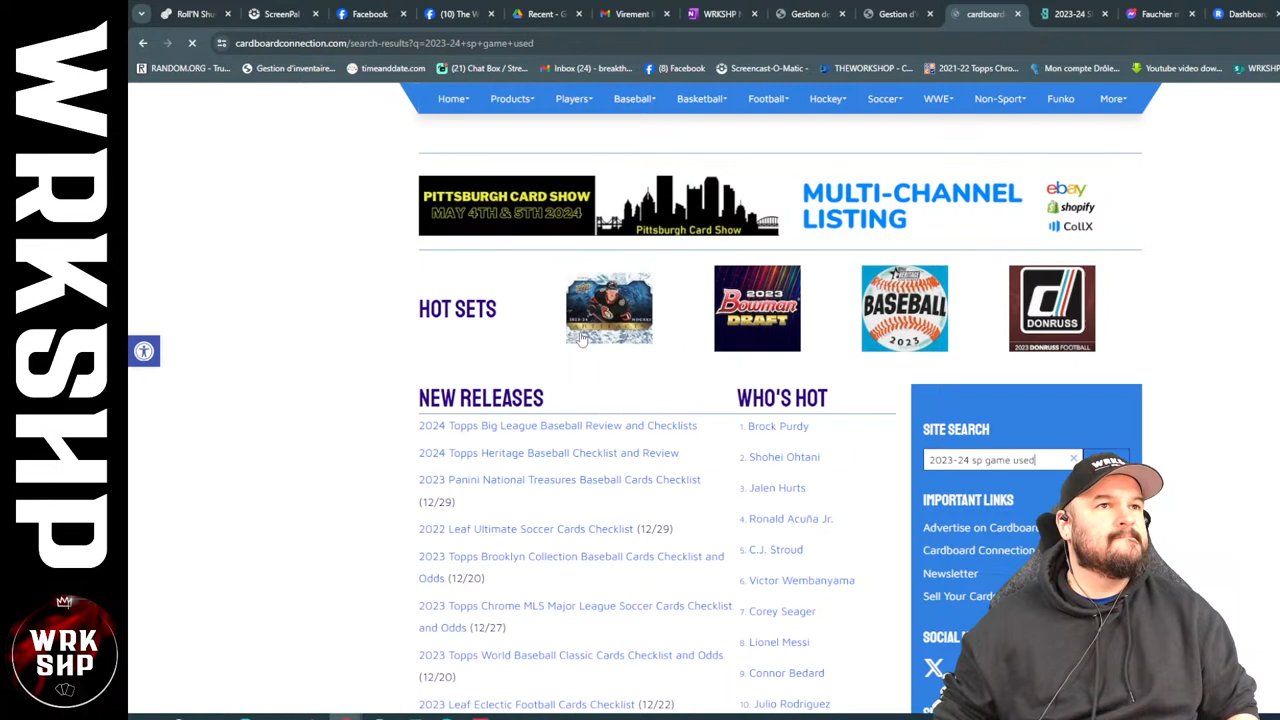 WRKSHP
WRK
SHP
Roll'N Shu
ScreenPal
Facebook
(10) The W
Recent - G
Virement I
WRKSHP N
Gestion d'
Gestion d'
cardboard
2023-24 S
Fauchier e
Dashboard
cardboardconnection.com/search-results?q=2023-24+sp+game+used
RANDOM.ORG - Tru...
Gestion d'inventaire...
timeanddate.com
(21) Chat Box / Stre...
Inbox (24) - breakth...
(8) Facebook
Screencast-O-Matic - ...
THEWORKSHOP - C...
2021-22 Topps Chro...
Mon compte Drôle...
Youtube video dow...
WRKSHP
Home
Products
Players
Baseball
Basketball
Football
Hockey
Soccer
WWE
Non-Sport
Funko
More
PITTSBURGH CARD SHOW
MAY 4TH & 5TH 2024
Pittsburgh Card Show
MULTI-CHANNEL
LISTING
ebay
shopify
CollX
HOT SETS
2023
Bowman
DRAFT
HERITAGE
BASEBALL
2023
DONRUSS
2023 DONRUSS FOOTBALL
NEW RELEASES
2024 Topps Big League Baseball Review and Checklists
2024 Topps Heritage Baseball Checklist and Review
2023 Panini National Treasures Baseball Cards Checklist
(12/29)
2022 Leaf Ultimate Soccer Cards Checklist (12/29)
2023 Topps Brooklyn Collection Baseball Cards Checklist and
Odds (12/20)
2023 Topps Chrome MLS Major League Soccer Cards Checklist
and Odds (12/27)
2023 Topps World Baseball Classic Cards Checklist and Odds
(12/20)
2023 Leaf Eclectic Football Cards Checklist (12/22)
WHO'S HOT
1. Brock Purdy
2. Shohei Ohtani
3. Jalen Hurts
4. Ronald Acuña Jr.
5. C.J. Stroud
6. Victor Wembanyama
7. Corey Seager
8. Lionel Messi
9. Connor Bedard
10. Julio Rodriguez
SITE SEARCH
2023-24 sp game used
IMPORTANT LINKS
Advertise on Cardboard
Cardboard Connection
Newsletter
Sell Your Cards
SOCIAL